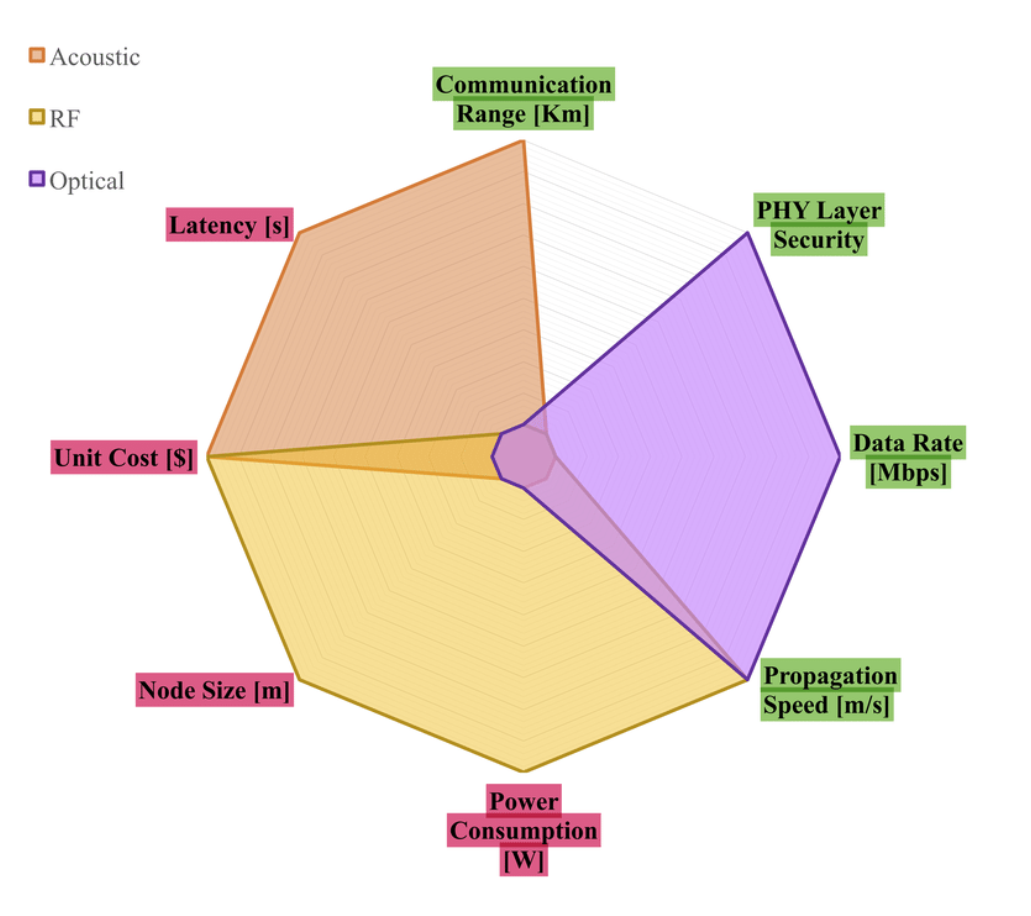 Acoustic
RF
Optical
Communication
Range [Km]
PHY Layer
Security
Latency [s]
Data Rate
[Mbps]
Unit Cost [$]
Propagation
Speed [m/s]
Node Size [m]
Power
Consumption
[W]